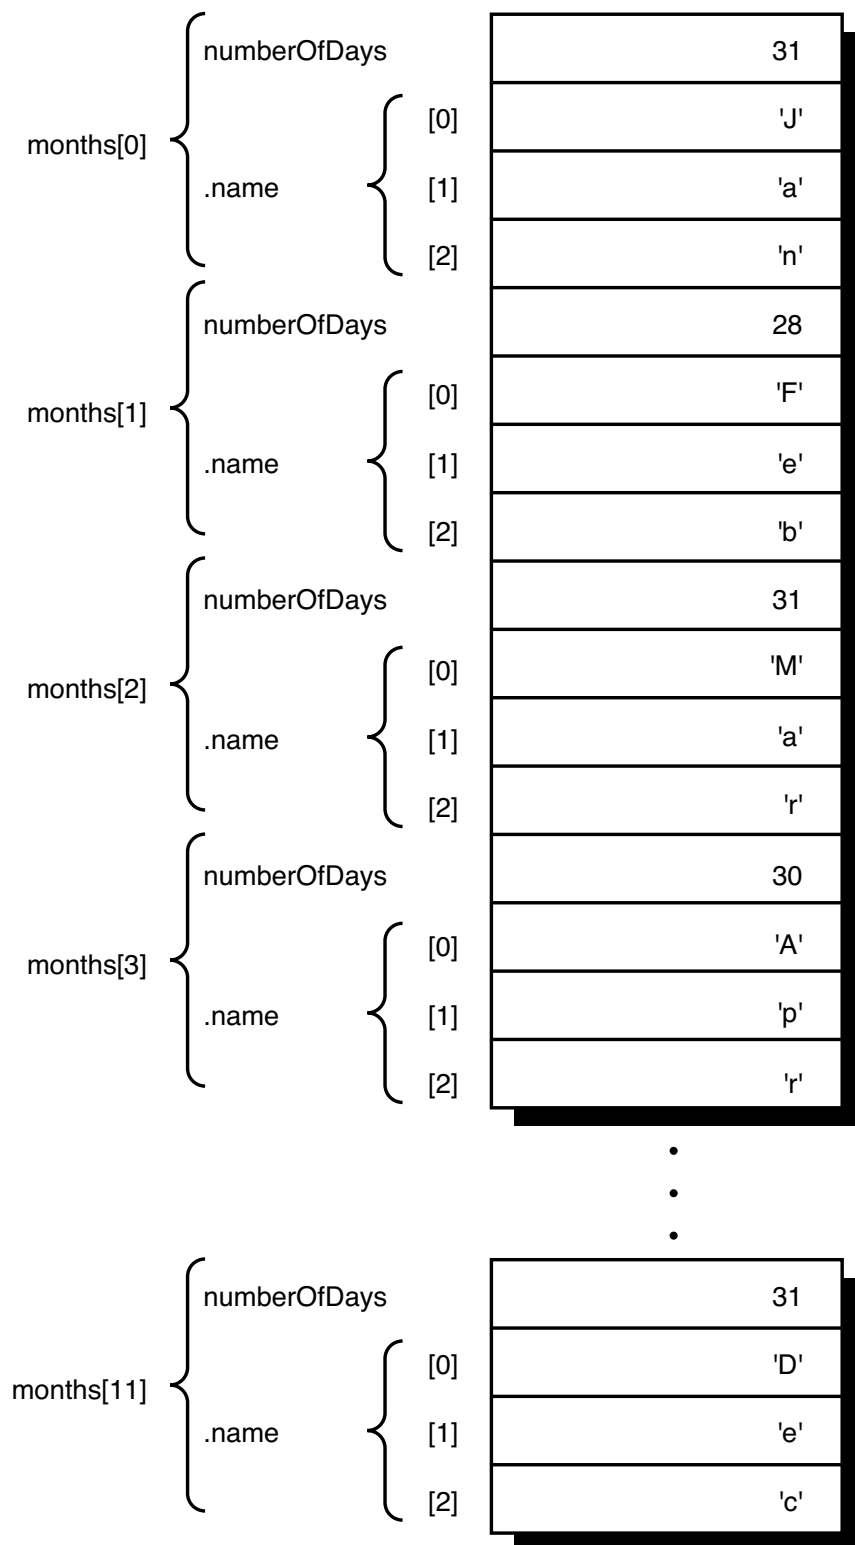 numberOfDays 31
[0] 'J'
months[0]
.name [1] 'a'
[2] 'n'
numberOfDays 28
[0] 'F'
months[1]
.name [1] 'e'
[2] 'b'
numberOfDays 31
[0] 'M'
months[2]
.name [1] 'a'
[2] 'r'
numberOfDays 30
[0] 'A'
months[3]
.name [1] 'p'
[2] 'r'
numberOfDays 31
[0] 'D'
months[11]
.name [1] 'e'
[2] 'c'